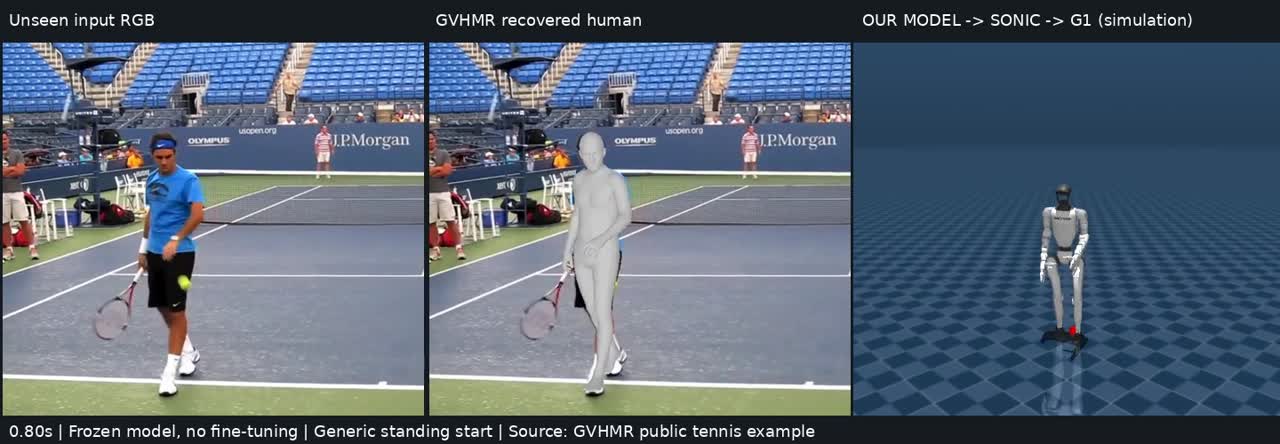 Unseen input RGB
GVHMR recovered human
OUR MODEL -> SONIC -> G1 (simulation)
usopen.org
OLYMPUS
J.P.Morgan
usopen.org
OLYMPUS
J.P.Morgan
0.80s | Frozen model, no fine-tuning | Generic standing start | Source: GVHMR public tennis example